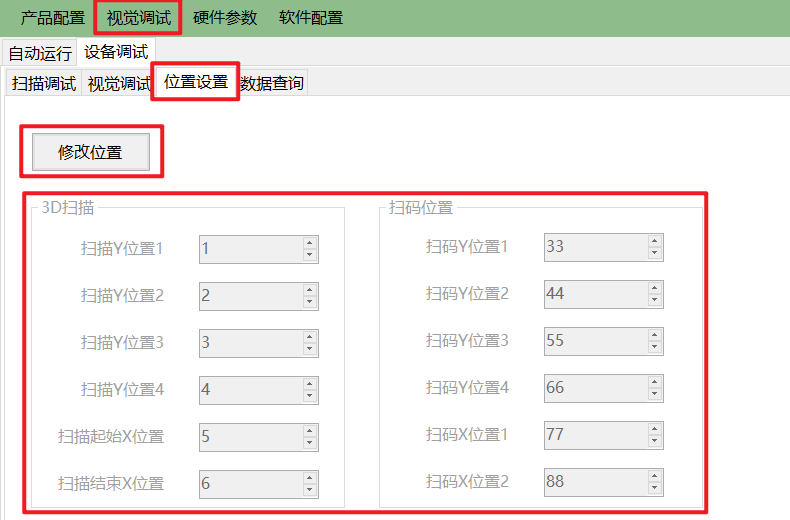 产品配置 视觉调试 硬件参数 软件配置
自动运行 设备调试
扫描调试 视觉调试 位置设置 数据查询
修改位置
3D扫描
扫描Y位置1 1
扫描Y位置2 2
扫描Y位置3 3
扫描Y位置4 4
扫描起始X位置 5
扫描结束X位置 6
扫码位置
扫码Y位置1 33
扫码Y位置2 44
扫码Y位置3 55
扫码Y位置4 66
扫码X位置1 77
扫码X位置2 88